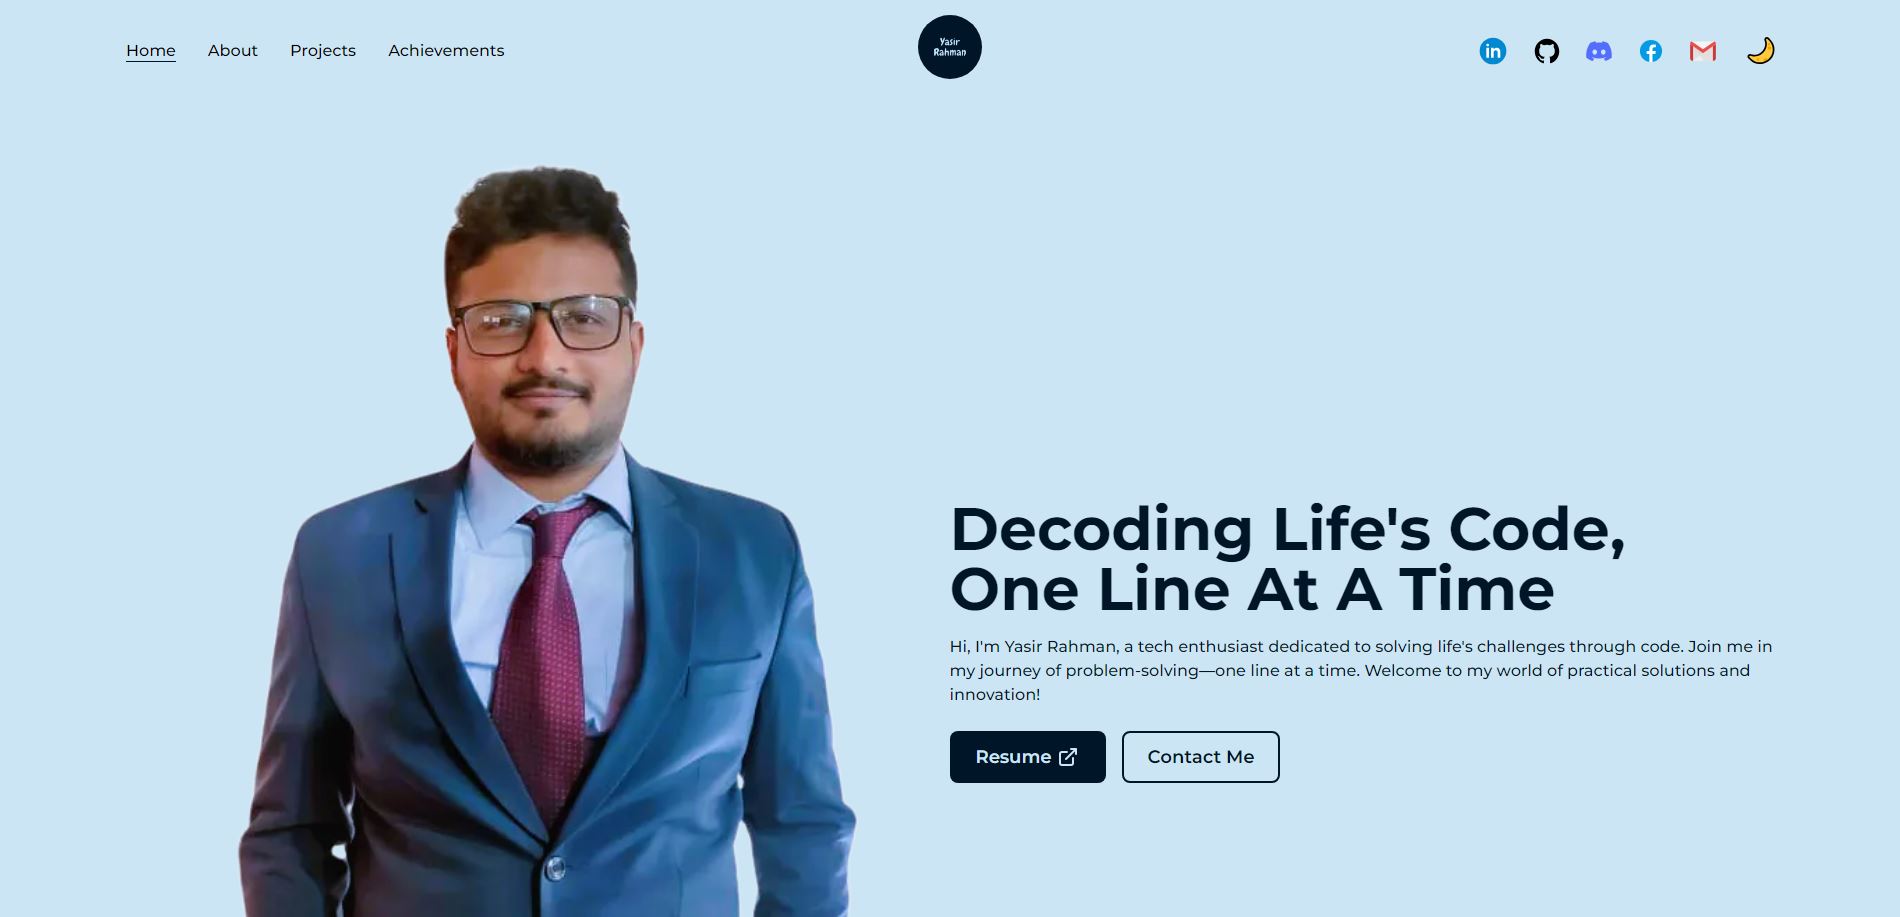 Home About Projects Achievements
Yasir
Rahman
in
Decoding Life's Code,
One Line At A Time
Hi, I'm Yasir Rahman, a tech enthusiast dedicated to solving life's challenges through code. Join me in
my journey of problem-solving—one line at a time. Welcome to my world of practical solutions and
innovation!
Resume Contact Me